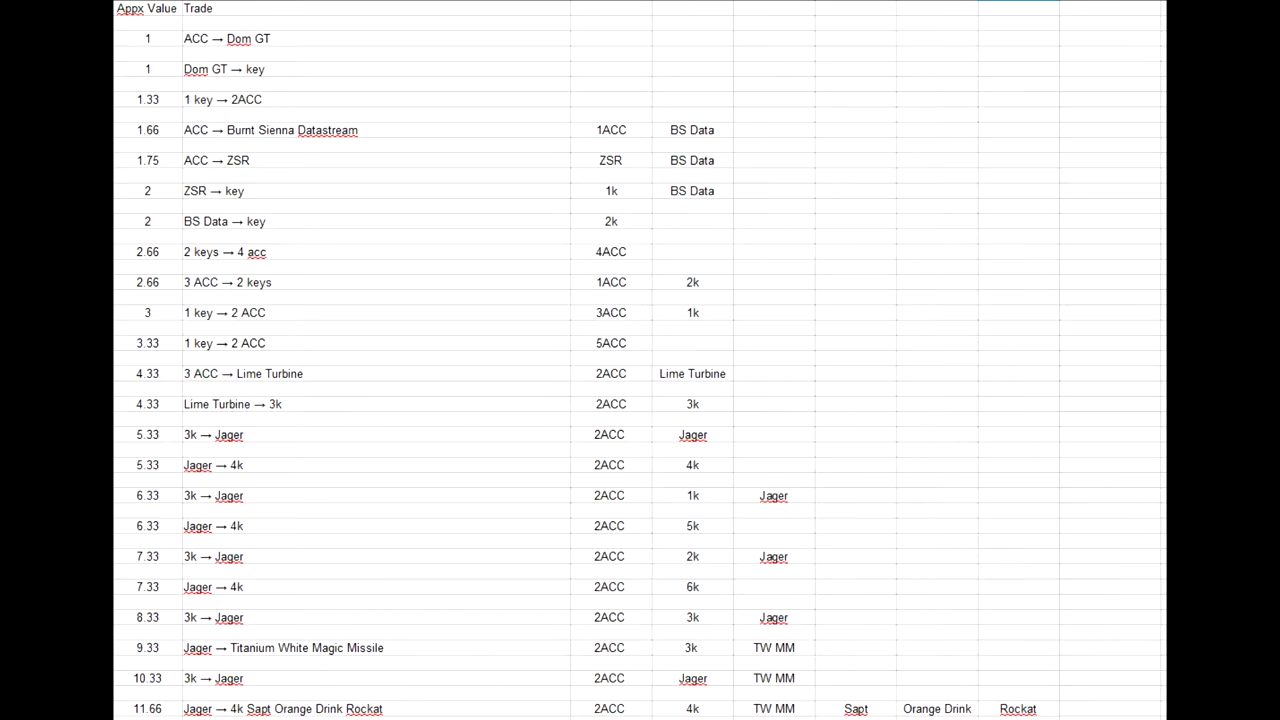 Appx Value Trade
1 ACC → Dom GT
1 Dom GT → key
1.33 1 key → 2ACC
1.66 ACC → Burnt Sienna Datastream 1ACC BS Data
1.75 ACC → ZSR ZSR BS Data
2 ZSR → key 1k BS Data
2 BS Data → key 2k
2.66 2 keys → 4 acc 4ACC
2.66 3 ACC → 2 keys 1ACC 2k
3 1 key → 2 ACC 3ACC 1k
3.33 1 key → 2 ACC 5ACC
4.33 3 ACC → Lime Turbine 2ACC Lime Turbine
4.33 Lime Turbine → 3k 2ACC 3k
5.33 3k → Jager 2ACC Jager
5.33 Jager → 4k 2ACC 4k
6.33 3k → Jager 2ACC 1k Jager
6.33 Jager → 4k 2ACC 5k
7.33 3k → Jager 2ACC 2k Jager
7.33 Jager → 4k 2ACC 6k
8.33 3k → Jager 2ACC 3k Jager
9.33 Jager → Titanium White Magic Missile 2ACC 3k TW MM
10.33 3k → Jager 2ACC Jager TW MM
11.66 Jager → 4k Sapt Orange Drink Rockat 2ACC 4k TW MM Sapt Orange Drink Rockat